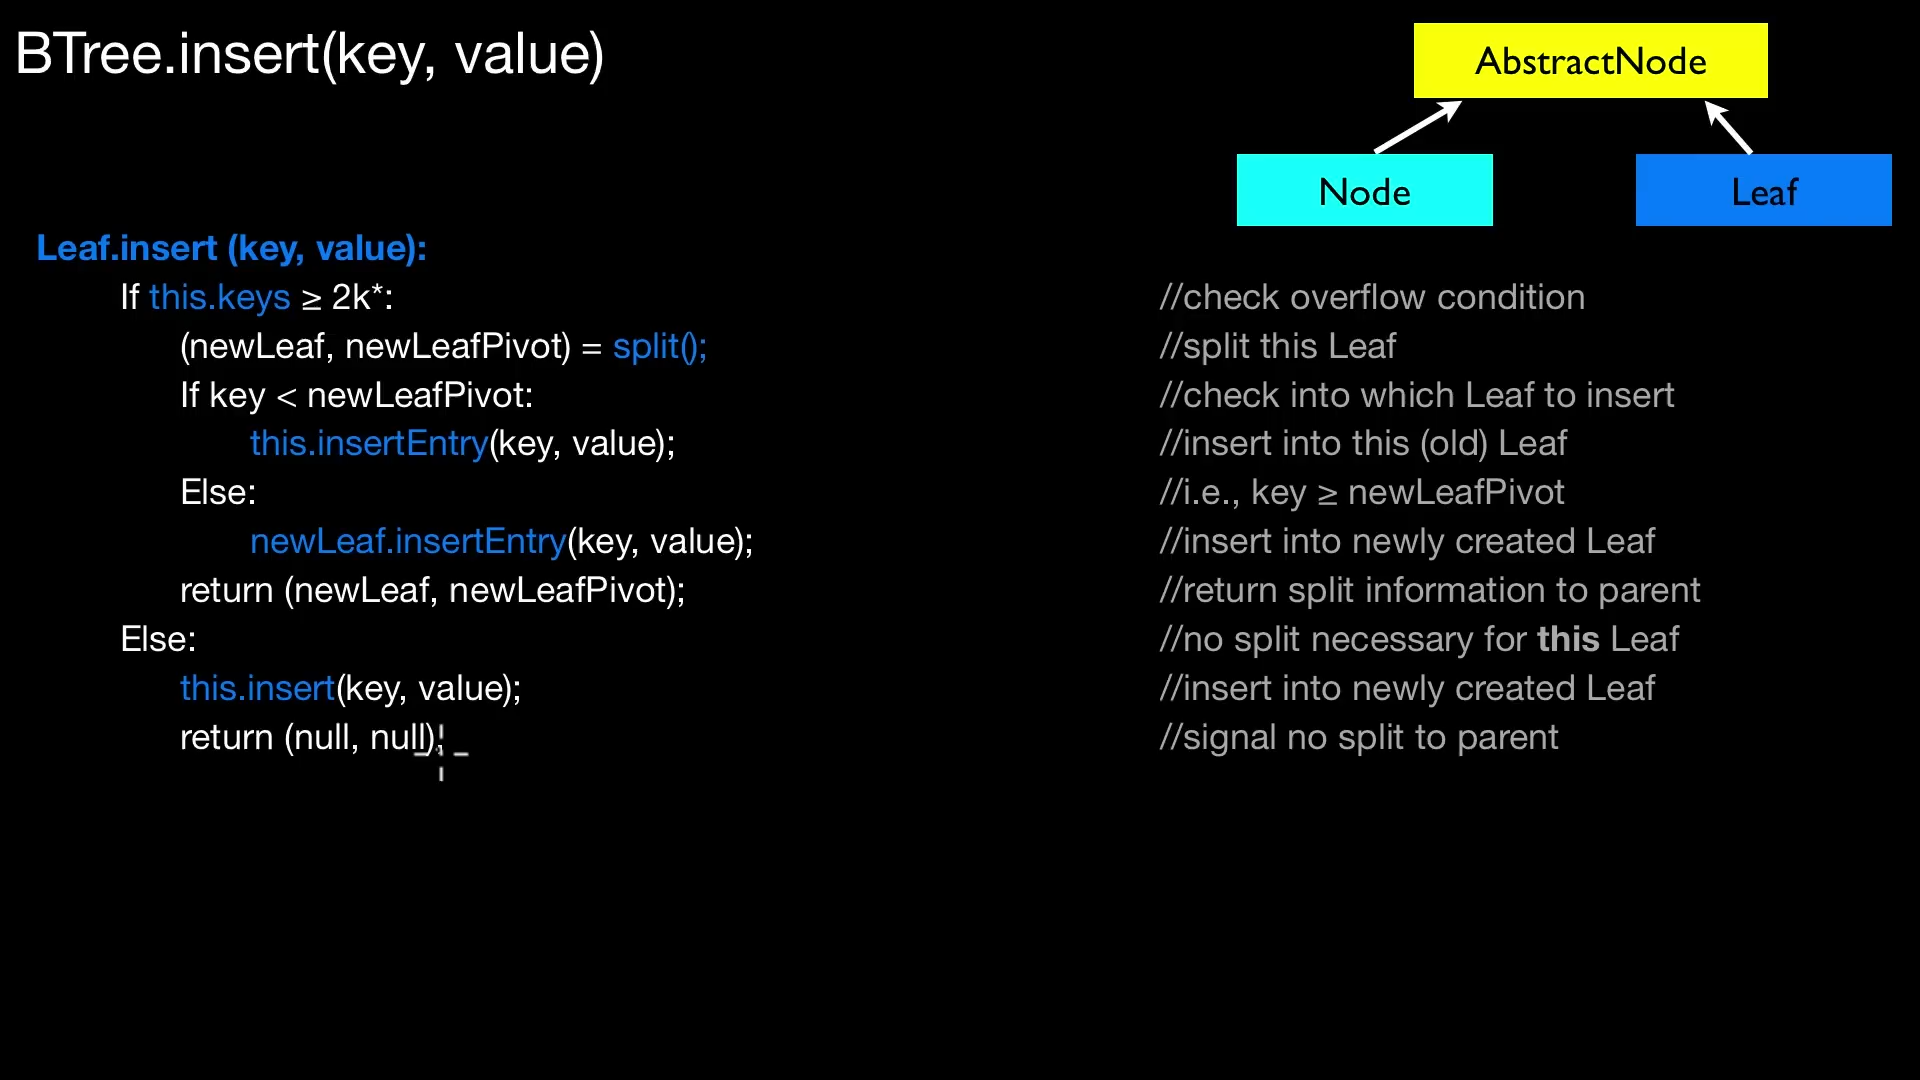 BTree.insert(key, value)
AbstractNode
Node
Leaf
Leaf.insert (key, value):
If this.keys ≥ 2k*: //check overflow condition
(newLeaf, newLeafPivot) = split(); //split this Leaf
If key < newLeafPivot: //check into which Leaf to insert
this.insertEntry(key, value); //insert into this (old) Leaf
Else: //i.e., key ≥ newLeafPivot
newLeaf.insertEntry(key, value); //insert into newly created Leaf
return (newLeaf, newLeafPivot); //return split information to parent
Else: //no split necessary for this Leaf
this.insert(key, value); //insert into newly created Leaf
return (null, null); //signal no split to parent